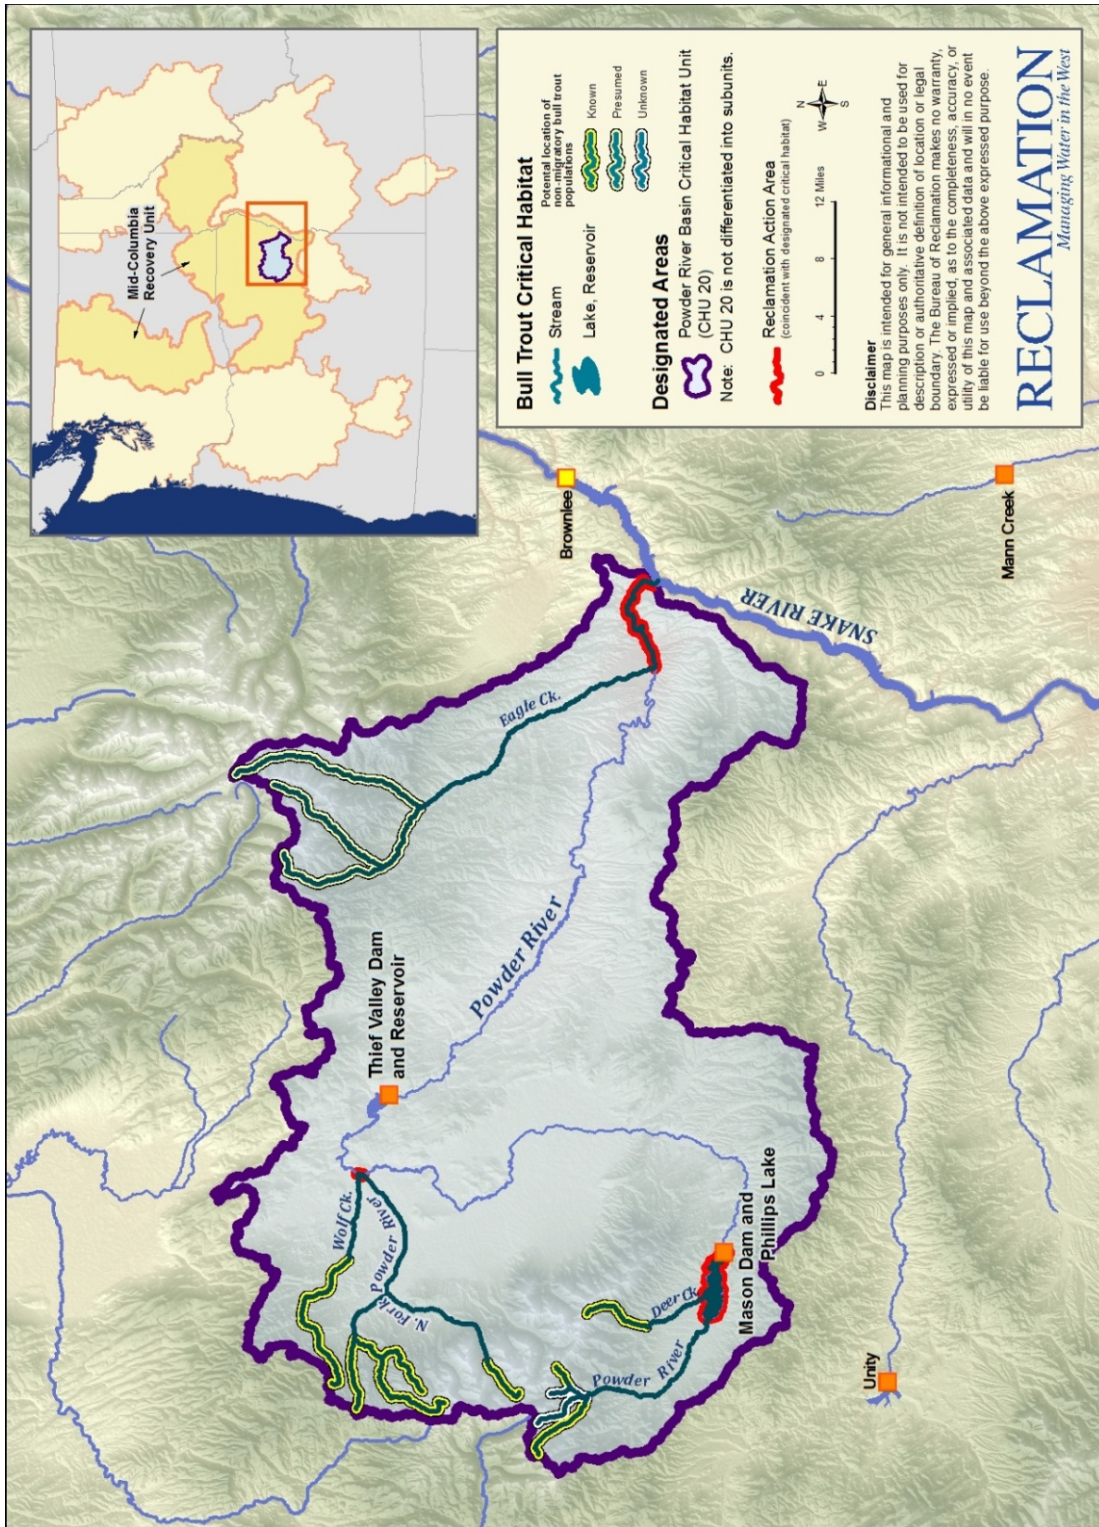 Mid-Columbia
Recovery Unit
Bull Trout Critical Habitat
Stream
Lake, Reservoir
Potential location of
non-migratory bull trout
populations
Known
Presumed
Unknown
Designated Areas
Powder River Basin Critical Habitat Unit
(CHU 20)
Note: CHU 20 is not differentiated into subunits.
Reclamation Action Area
(coincident with designated critical habitat)
0 4 8 12 Miles
N
W E
S
Disclaimer
This map is intended for general informational and
planning purposes only. It is not intended to be used for
description or authoritative definition of location or legal
boundary. The Bureau of Reclamation makes no warranty,
expressed or implied, as to the completeness, accuracy, or
utility of this map and associated data and will in no event
be liable for use beyond the above expressed purpose.
RECLAMATION
Managing Water in the West
Wolf Ck.
N. Fork Powder River
Thief Valley Dam
and Reservoir
Eagle Ck.
Powder River
Brownlee
SNAKE RIVER
Mann Creek
Deer Ck.
Powder River
Mason Dam and
Phillips Lake
Unity